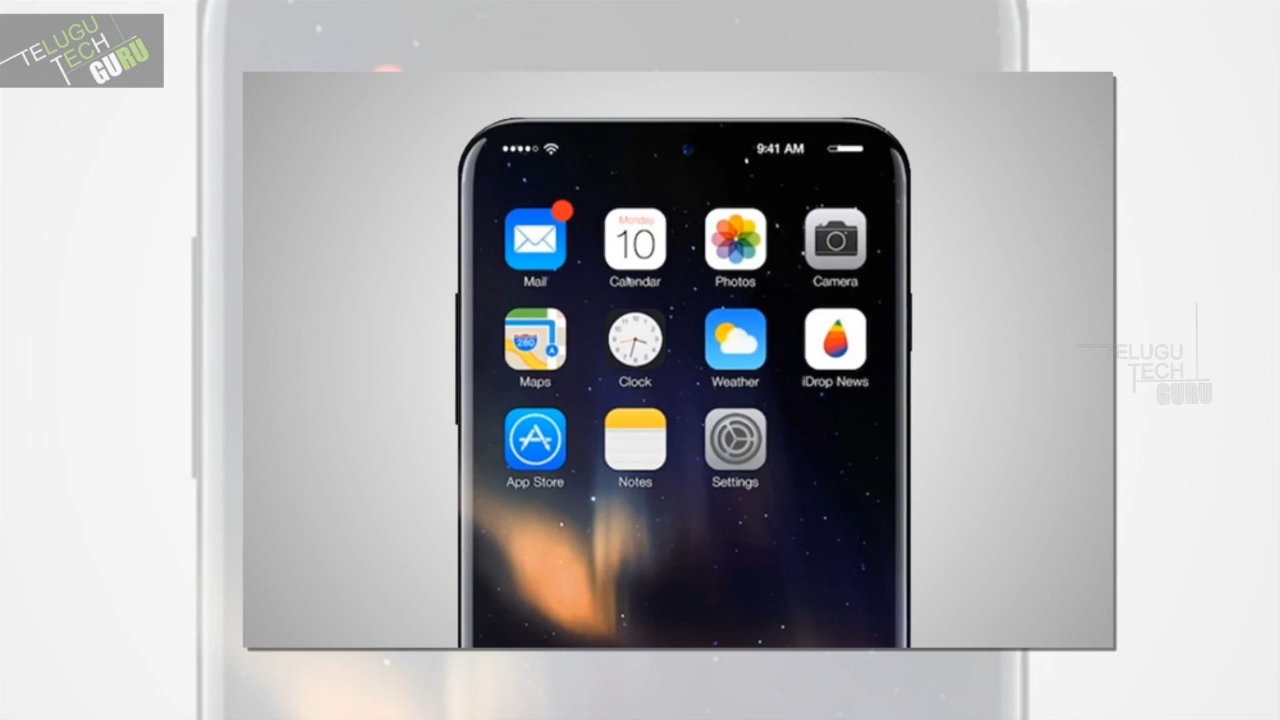 TELUGU
TECH
GURU
9:41 AM
Monday
10
Mail
Calendar
Photos
Camera
280
A
Maps
Clock
Weather
iDrop News
App Store
Notes
Settings
TELUGU
TECH
GURU